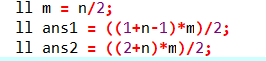 ll m = n/2;
ll ans1 = ((1+n-1)*m)/2;
ll ans2 = ((2+n)*m)/2;